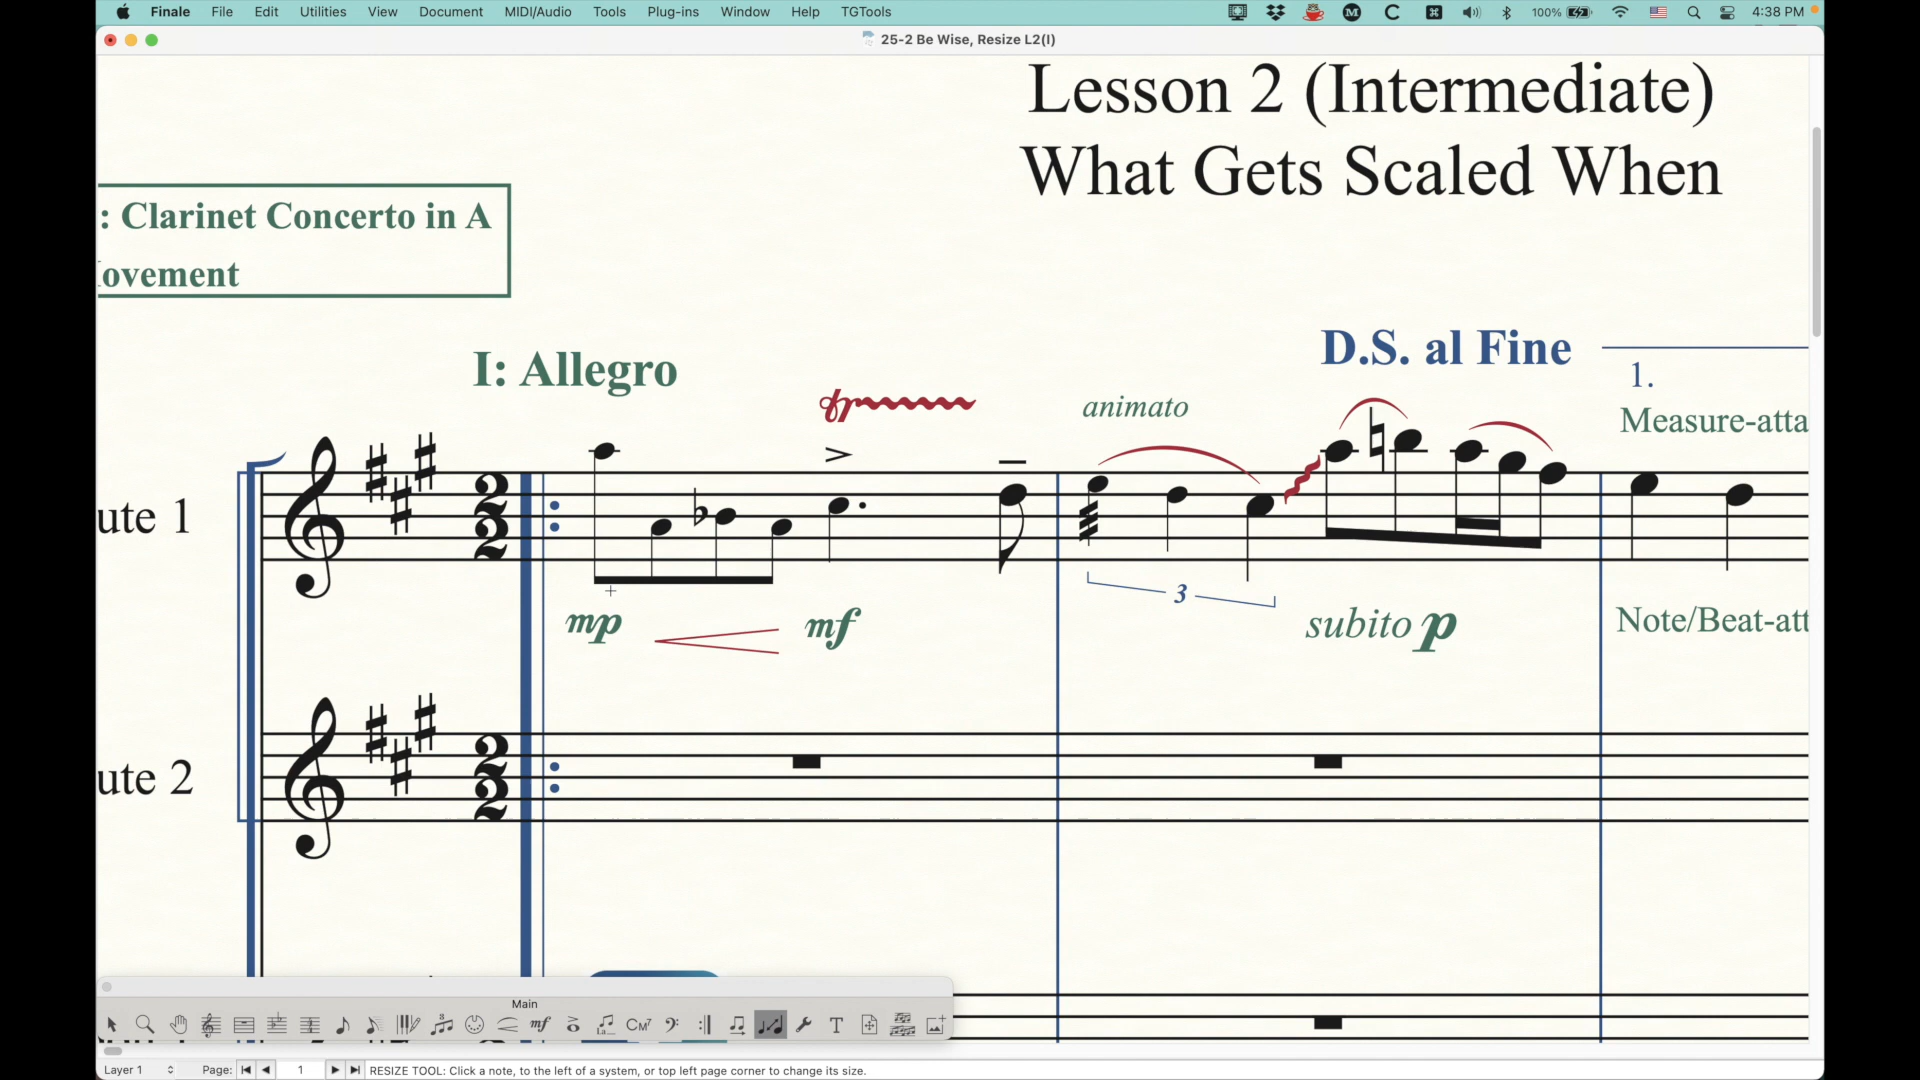 Finale File Edit Utilities View Document MIDI/Audio Tools Plug-ins Window Help TGTools 100% 4:38 PM
25-2 Be Wise, Resize L2(I)
Lesson 2 (Intermediate)
What Gets Scaled When
: Clarinet Concerto in A
ovement
I: Allegro
D.S. al Fine
1.
animato
Measure-atta
ute 1
3
mp
mf
subito p
Note/Beat-att
ute 2
Main
Layer 1 Page: 1 RESIZE TOOL: Click a note, to the left of a system, or top left page corner to change its size.